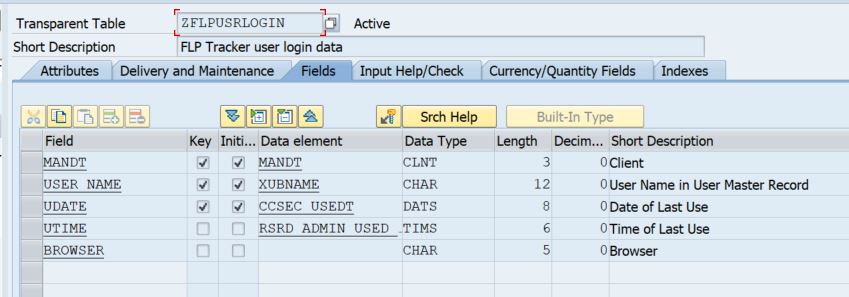 Transparent Table ZFLPUSRLOGIN Active
Short Description FLP Tracker user login data
Attributes Delivery and Maintenance Fields Input Help/Check Currency/Quantity Fields Indexes
Srch Help Built-In Type
Field Key Initi... Data element Data Type Length Decim... Short Description
MANDT MANDT CLNT 3 0 Client
USER_NAME XUBNAME CHAR 12 0 User Name in User Master Record
UDATE CCSEC_USEDT DATS 8 0 Date of Last Use
UTIME RSRD_ADMIN_USED_… TIMS 6 0 Time of Last Use
BROWSER CHAR 5 0 Browser